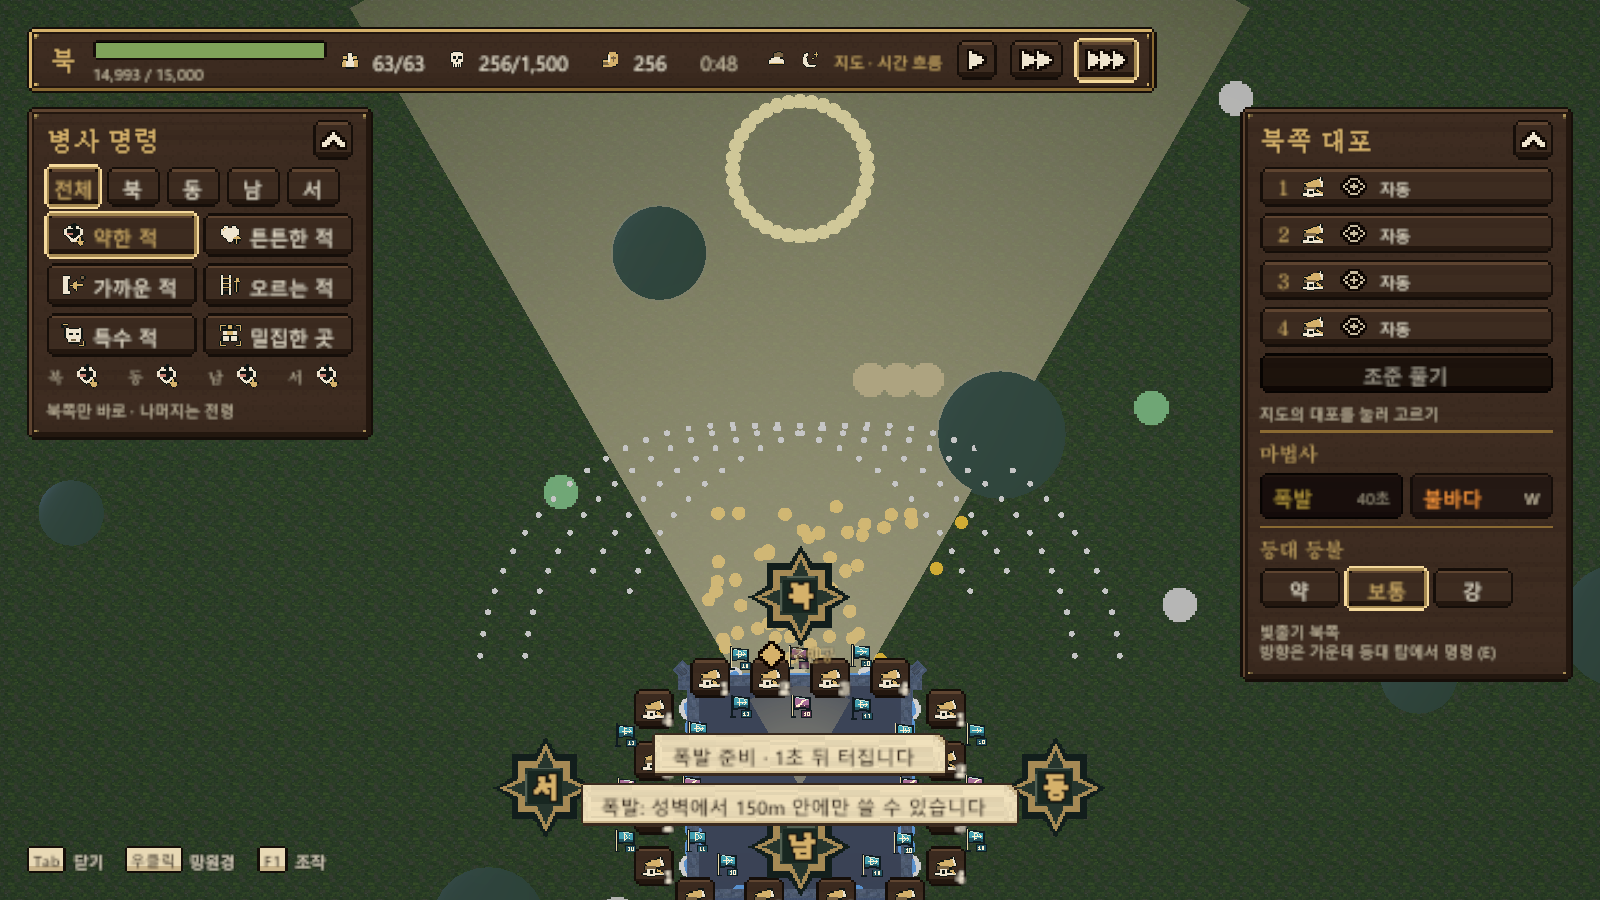 북
14,993 / 15,000
63/63
256/1,500
256
0:48
지도 · 시간 흐름
병사 명령
전체
북
동
남
서
약한 적
튼튼한 적
가까운 적
오르는 적
특수 적
밀집한 곳
북
동
남
서
북쪽만 바로 · 나머지는 전령
북쪽 대포
1 자동
2 자동
3 자동
4 자동
조준 풀기
지도의 대포를 눌러 고르기
마법사
폭발 40초
불바다 W
등대 등불
약
보통
강
빛줄기 북쪽
방향은 가운데 등대 탑에서 명령 (E)
북
서
동
폭발 준비 · 1초 뒤 터집니다
폭발: 성벽에서 150m 안에만 쓸 수 있습니다
남
Tab 닫기
우클릭 망원경
F1 조작